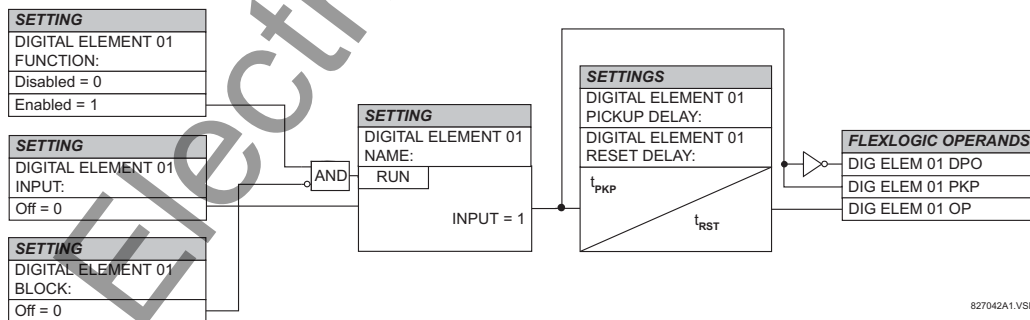 SETTING
DIGITAL ELEMENT 01
FUNCTION:
Disabled = 0
Enabled = 1
SETTING
DIGITAL ELEMENT 01
INPUT:
Off = 0
SETTING
DIGITAL ELEMENT 01
BLOCK:
Off = 0
AND
SETTING
DIGITAL ELEMENT 01
NAME:
RUN
INPUT = 1
SETTINGS
DIGITAL ELEMENT 01
PICKUP DELAY:
DIGITAL ELEMENT 01
RESET DELAY:
tPKP
tRST
FLEXLOGIC OPERANDS
DIG ELEM 01 DPO
DIG ELEM 01 PKP
DIG ELEM 01 OP
827042A1.VS
Electr